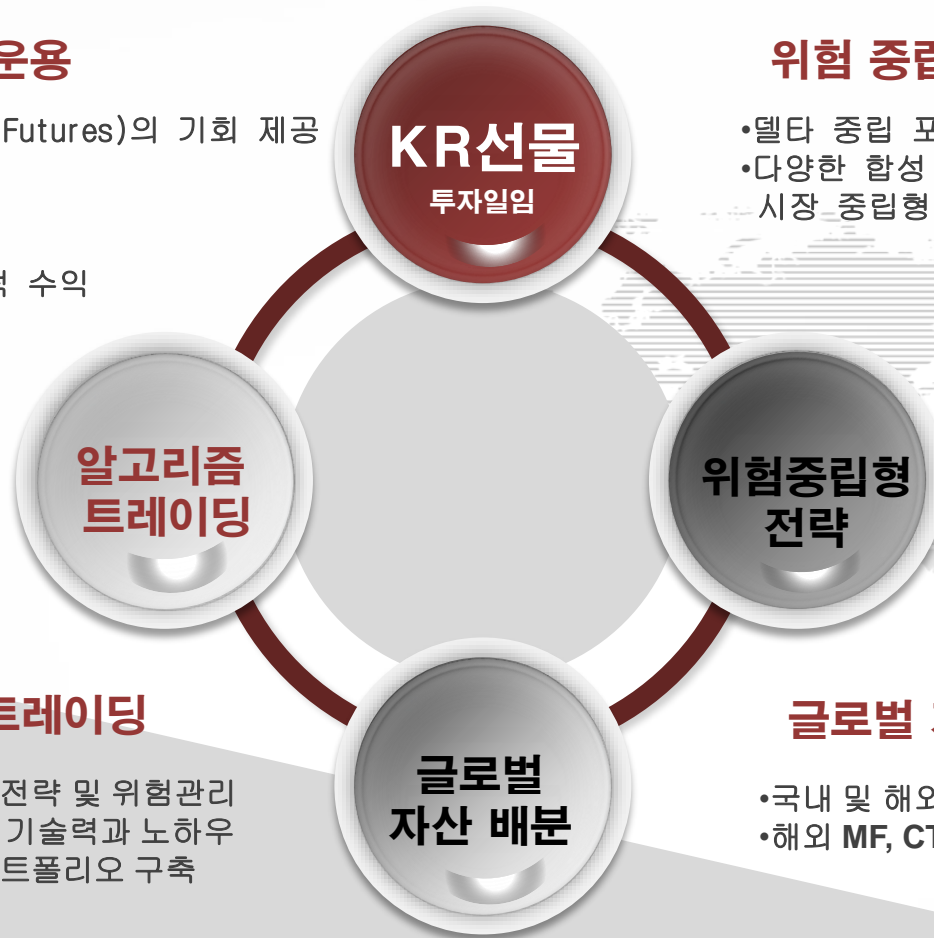 운용
Futures)의 기회 제공
수익
KR선물
투자일임
위험 중립
•델타 중립
•다양한 합성
시장 중립형
알고리즘
트레이딩
위험중립형
전략
트레이딩
전략 및 위험관리
기술력과 노하우
트폴리오 구축
글로벌
자산 배분
글로벌
•국내 및 해외
•해외 MF, CT